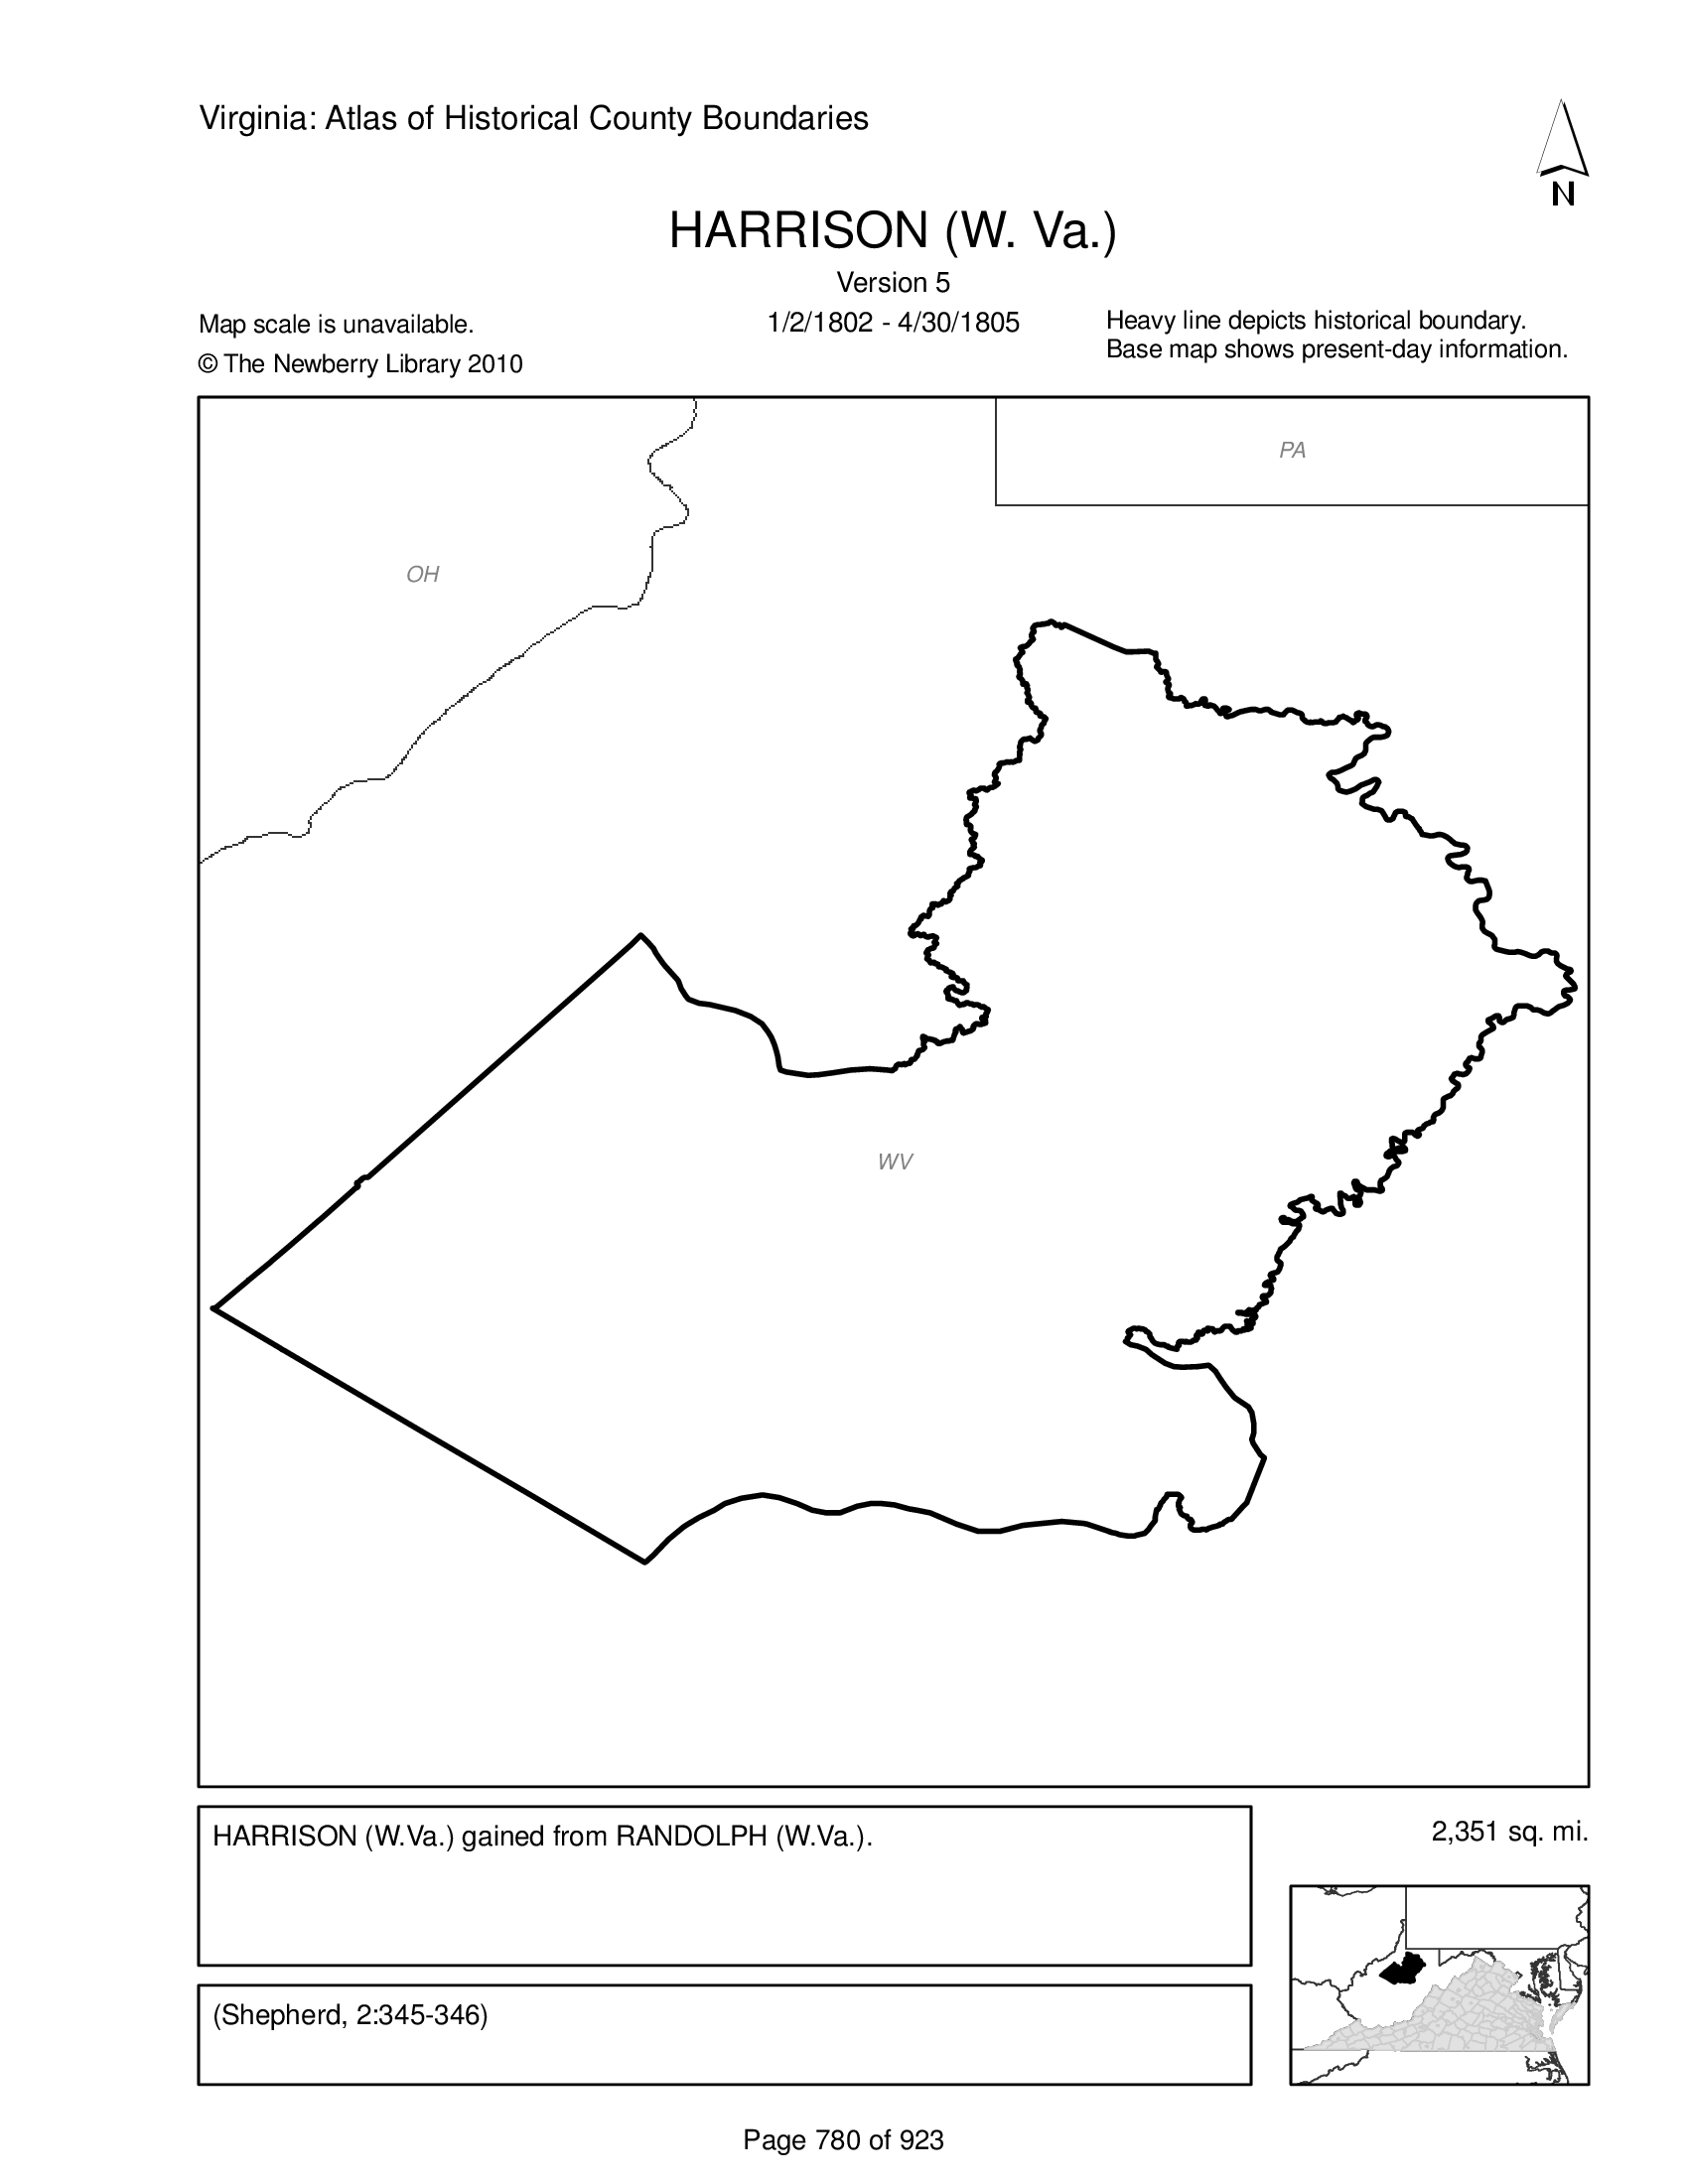 Virginia: Atlas of Historical County Boundaries
N
HARRISON (W. Va.)
Version 5
1/2/1802 - 4/30/1805
Map scale is unavailable.
© The Newberry Library 2010
Heavy line depicts historical boundary.
Base map shows present-day information.
PA
OH
WV
HARRISON (W.Va.) gained from RANDOLPH (W.Va.).
2,351 sq. mi.
(Shepherd, 2:345-346)
Page 780 of 923